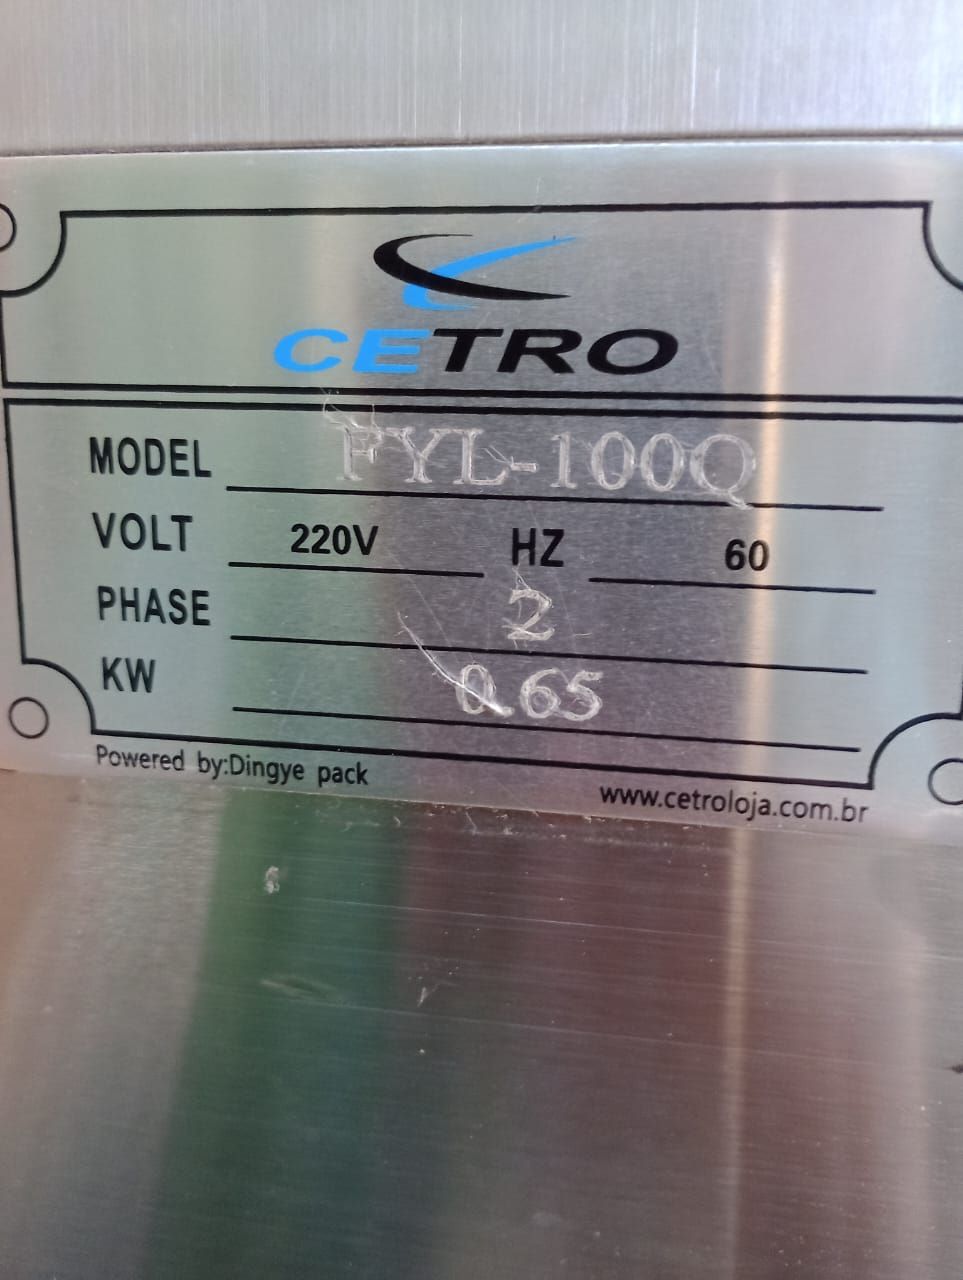 CETRO
MODEL FYL-100Q
VOLT 220V HZ 60
PHASE 2
KW 0.65
Powered by:Dingye pack
www.cetroloja.com.br